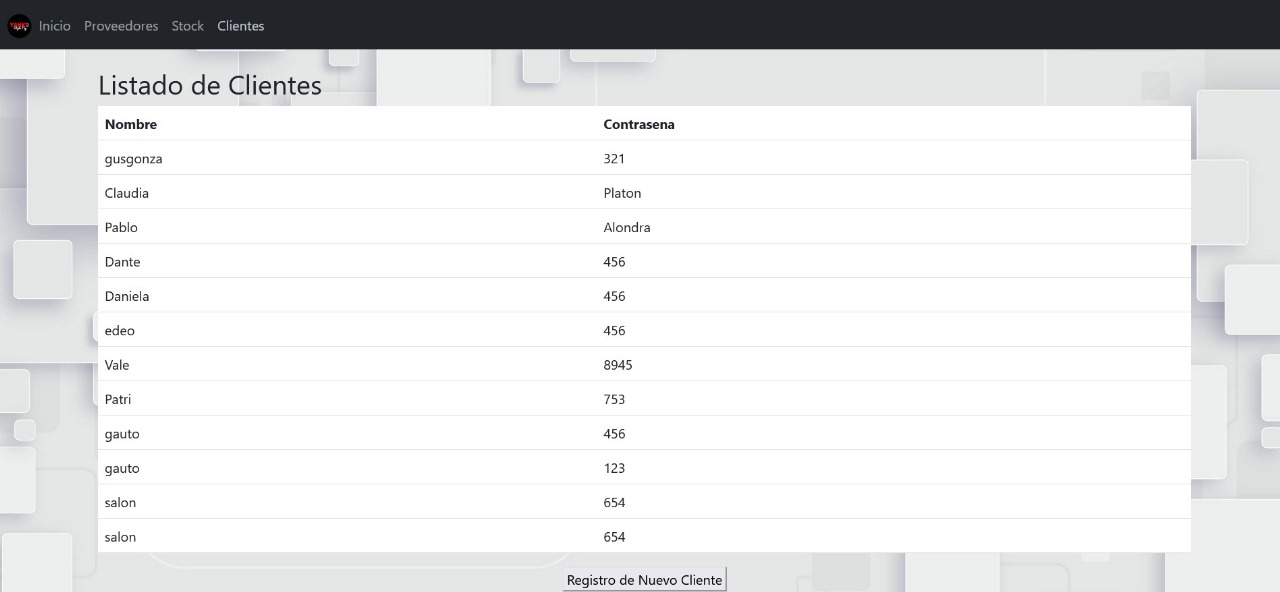 Inicio Proveedores Stock Clientes
Listado de Clientes
Nombre Contrasena
gusgonza 321
Claudia Platon
Pablo Alondra
Dante 456
Daniela 456
edeo 456
Vale 8945
Patri 753
gauto 456
gauto 123
salon 654
salon 654
Registro de Nuevo Cliente